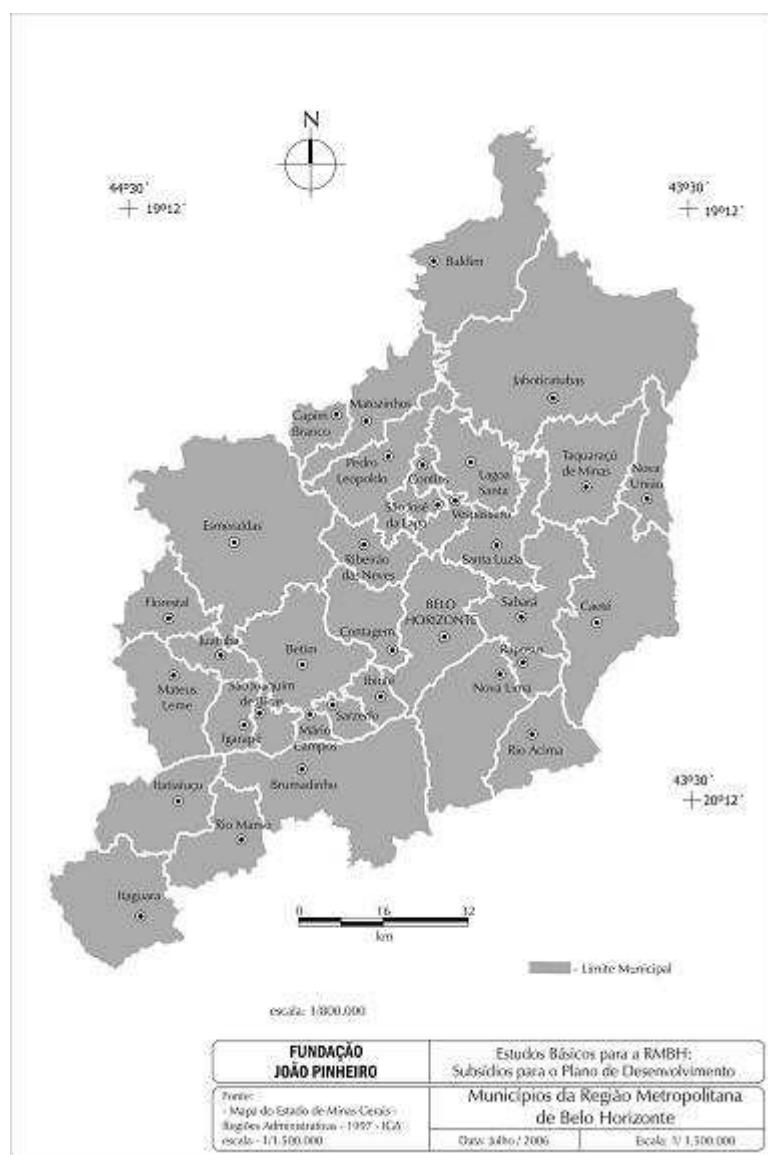 N
44º30´
19º12´
43º30´
19º12´
Baldim
Jaboticatubas
Matozinhos
Capim
Branco
Pedro
Leopoldo
Confins
Lagoa
Santa
Taquaraçú
de Minas
Nova
União
São José
da Lapa
Vespasiano
Esmeraldas
Ribeirão
das Neves
Santa Luzia
Florestal
Juatuba
Betim
Contagem
BELO
HORIZONTE
Sabará
Caeté
Raposos
Mateus
Leme
São Joaquim
de Bicas
Igarapé
Mário
Campos
Sarzedo
Ibirité
Nova Lima
Rio Acima
Itatiaiuçu
Brumadinho
Rio Manso
Itaguara
43º30´
20º12´
0 16 32
km
- Limite Municipal
escala: 1/800.000
FUNDAÇÃO
JOÃO PINHEIRO
Estudos Básicos para a RMBH:
Subsídios para o Plano de Desenvolvimento
Fonte:
- Mapa do Estado de Minas Gerais -
Regiões Administrativas - 1997 - IGA
escala - 1/1.500.000
Municípios da Região Metropolitana
de Belo Horizonte
Data: Julho / 2006
Escala: 1/ 1,500.000